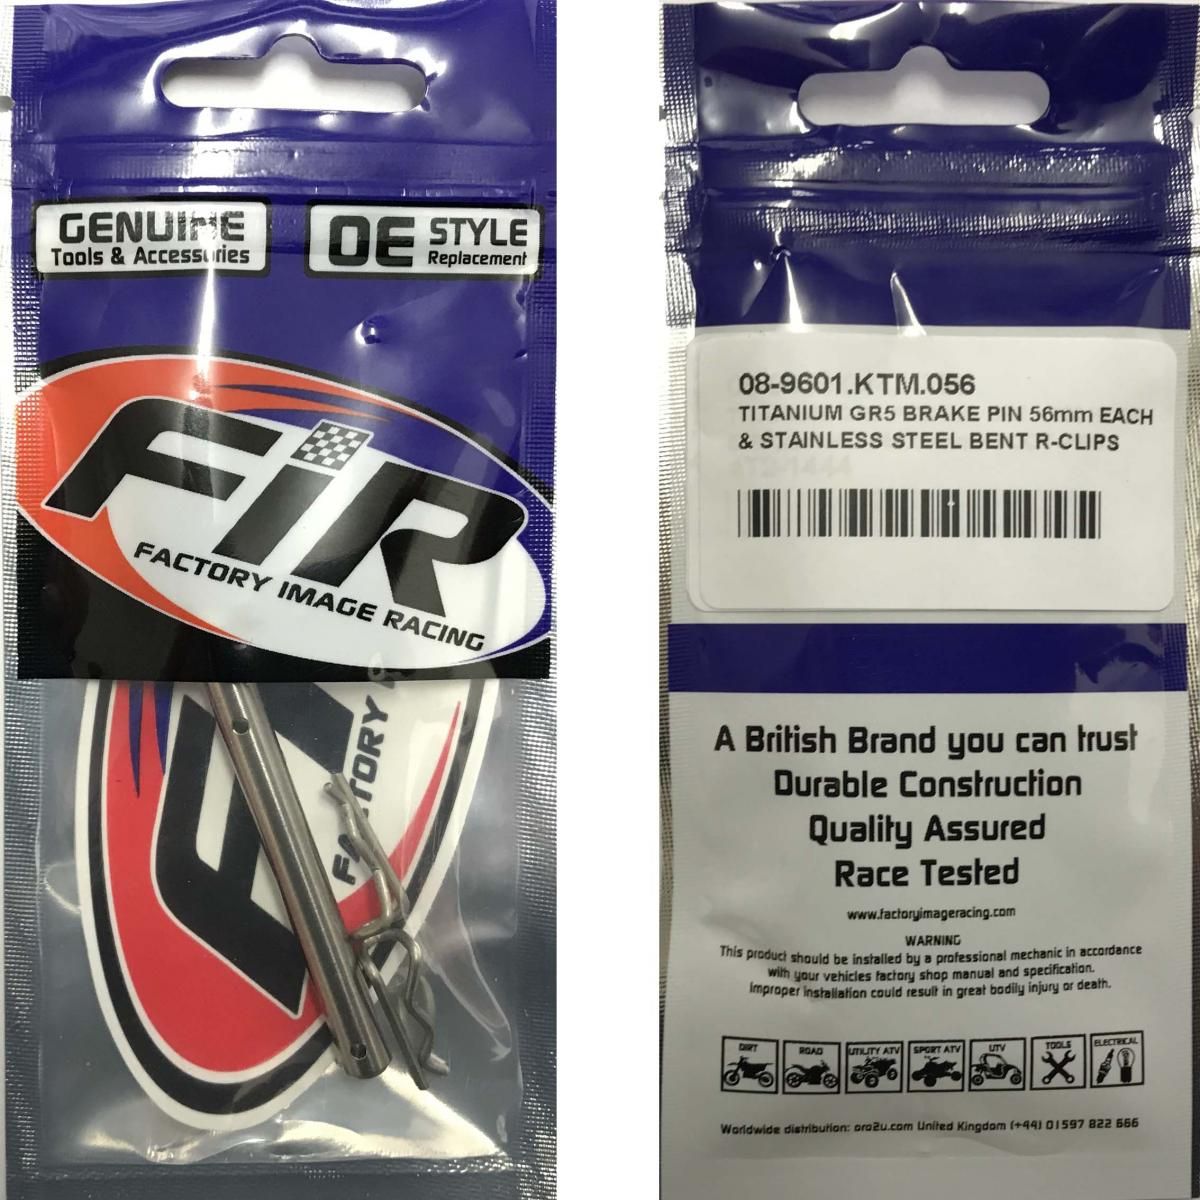 GENUINE
Tools & Accessories
OE STYLE
Replacement
FiR
FACTORY IMAGE RACING
FACTORY
08-9601.KTM.056
TITANIUM GR5 BRAKE PIN 56mm EACH
& STAINLESS STEEL BENT R-CLIPS
A British Brand you can trust
Durable Construction
Quality Assured
Race Tested
www.factoryimageracing.com
WARNING
This product should be installed by a professional mechanic in accordance
with your vehicles factory shop manual and specification.
Improper installation could result in great bodily injury or death.
DIRT ROAD UTILITY ATV SPORT ATV UTV TOOLS ELECTRICAL
Worldwide distribution: oro2u.com United Kingdom (+44) 01597 822 666